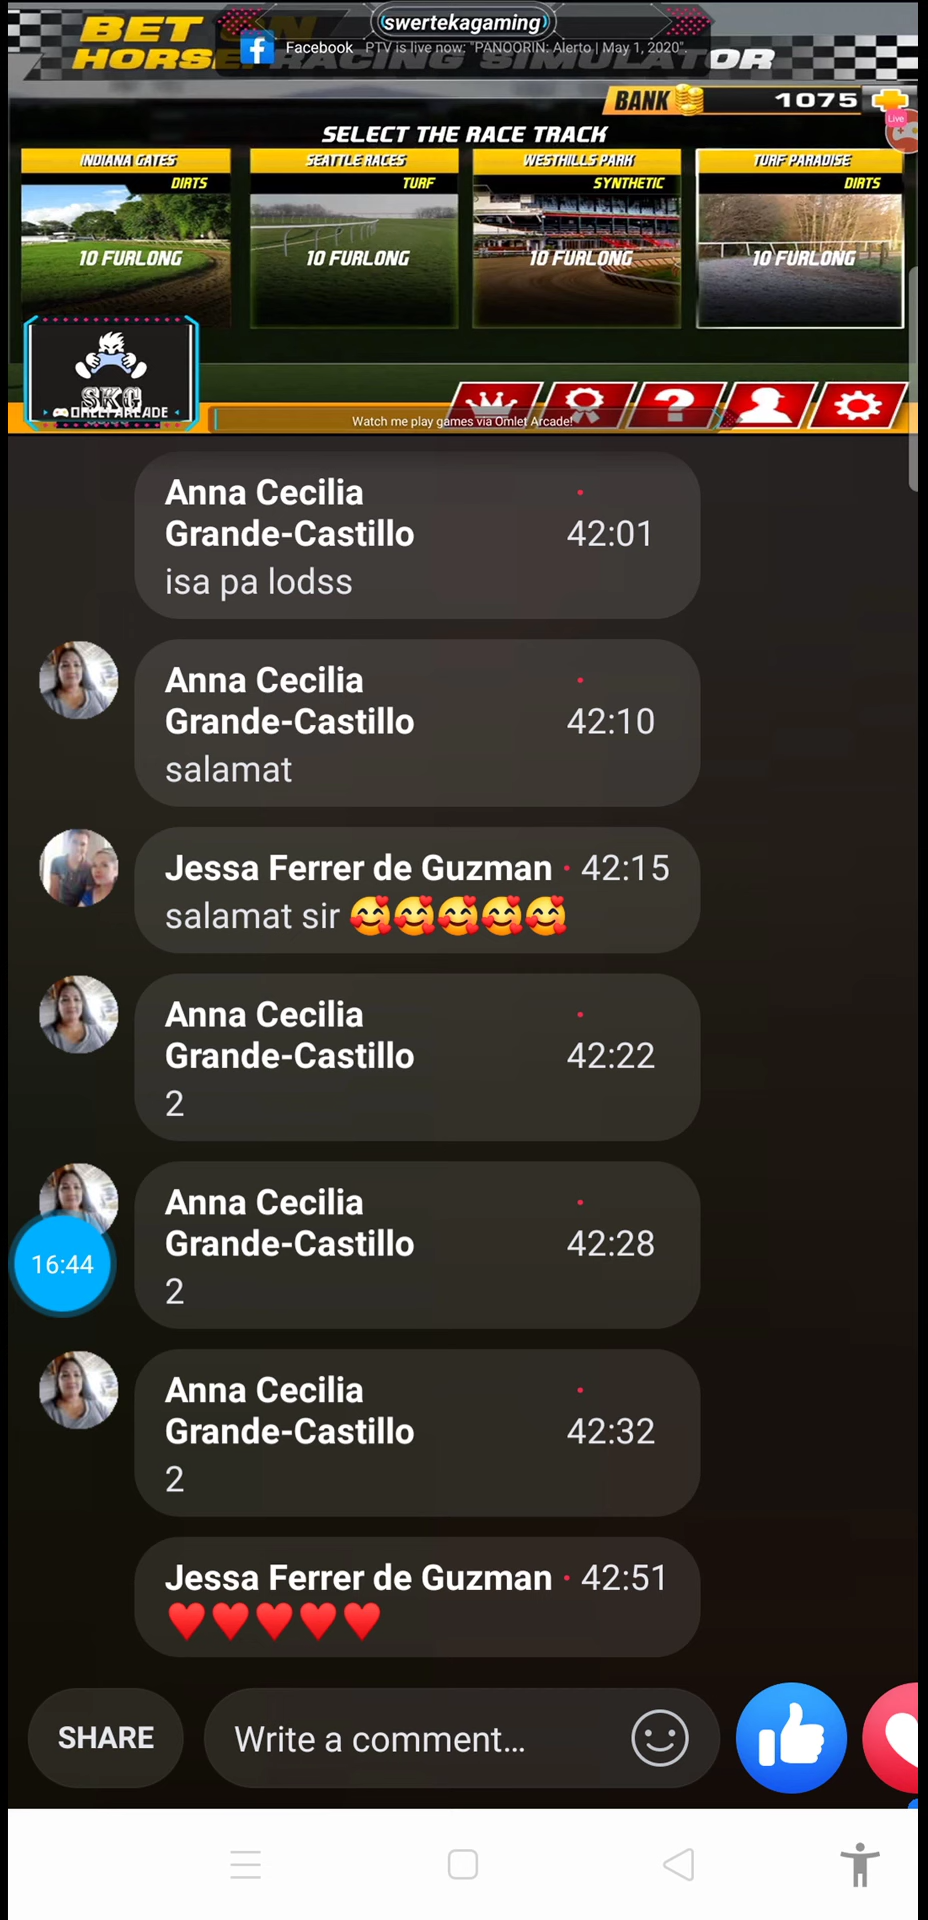 BET ON
HORSE RACING SIMULATOR
swertekagaming
Facebook PTV is live now: "PANOORIN: Alerto | May 1, 2020".
BANK 1075
Live
SELECT THE RACE TRACK
INDIANA GATES SEATTLE RACES WESTHILLS PARK TURF PARADISE
DIRTS TURF SYNTHETIC DIRTS
10 FURLONG 10 FURLONG 10 FURLONG 10 FURLONG
SKG
OMLET ARCADE
Watch me play games via Omlet Arcade!
Anna Cecilia
Grande-Castillo · 42:01
isa pa lodss
Anna Cecilia
Grande-Castillo · 42:10
salamat
Jessa Ferrer de Guzman · 42:15
salamat sir 🥰🥰🥰🥰🥰
Anna Cecilia
Grande-Castillo · 42:22
2
Anna Cecilia
Grande-Castillo · 42:28
2
16:44
Anna Cecilia
Grande-Castillo · 42:32
2
Jessa Ferrer de Guzman · 42:51
❤️❤️❤️❤️❤️
SHARE Write a comment...